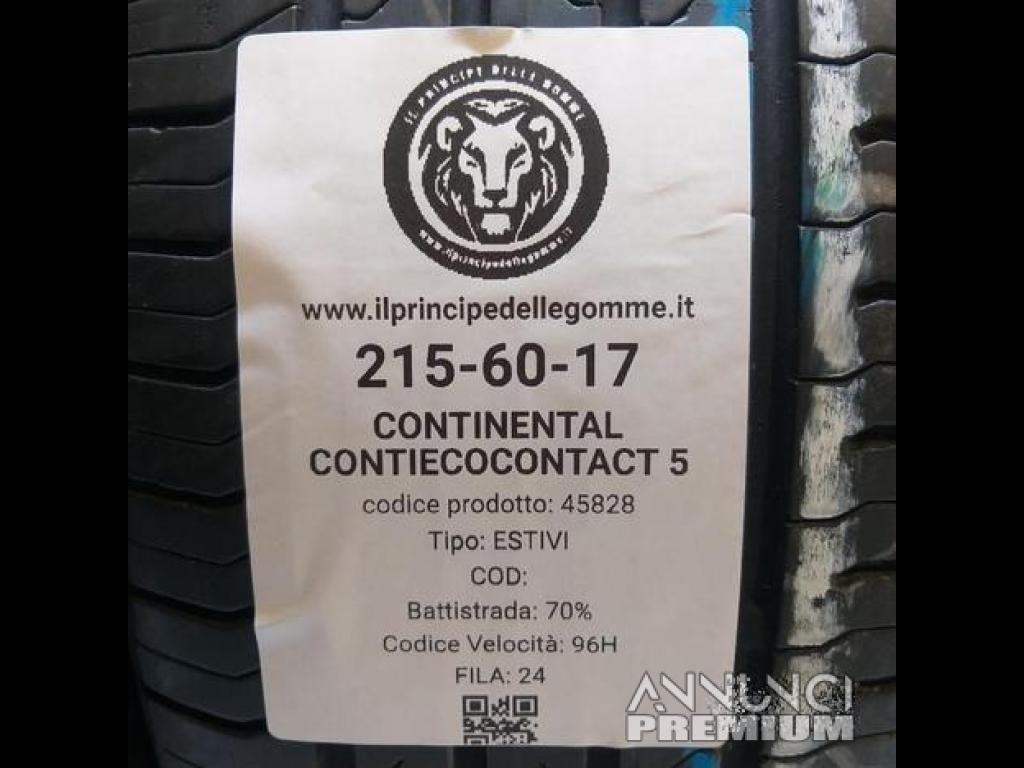 IL PRINCIPE DELLE GOMME
www.ilprincipedellegomme.it
www.ilprincipedellegomme.it
215-60-17
CONTINENTAL
CONTIECOCONTACT 5
codice prodotto: 45828
Tipo: ESTIVI
COD:
Battistrada: 70%
Codice Velocità: 96H
FILA: 24
ANNUNCI
PREMIUM